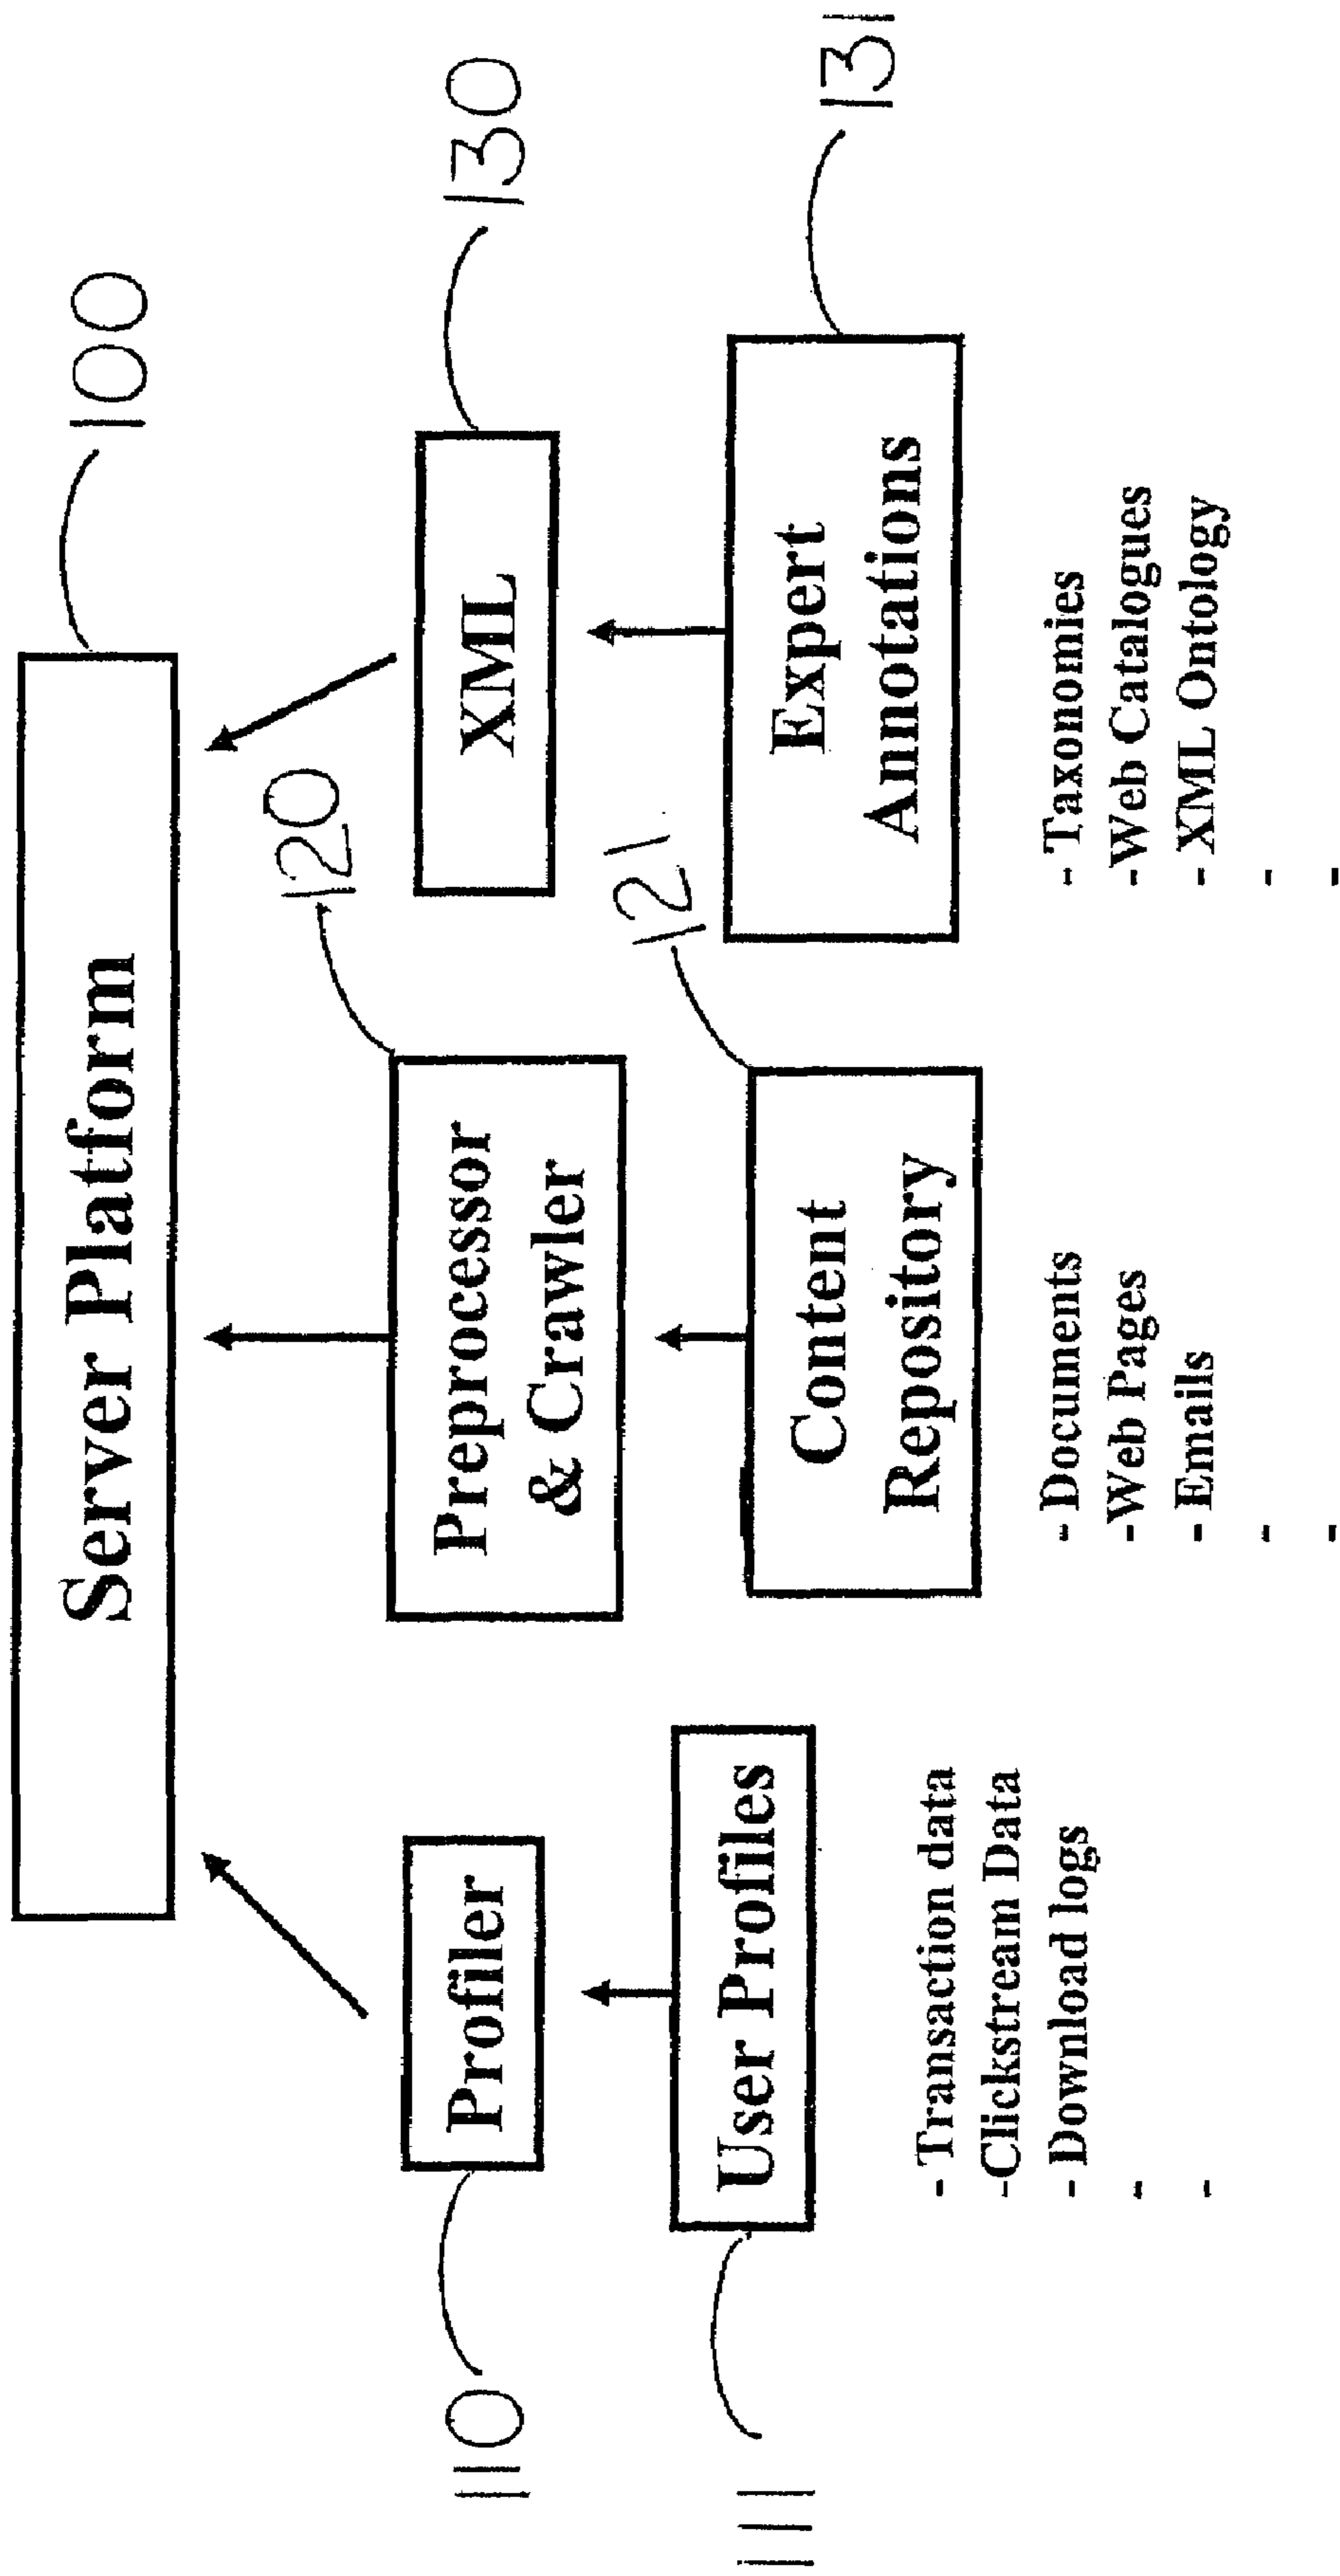 100
Server Platform
120
130
110
Profiler
Preprocessor
& Crawler
XML
121
111
User Profiles
Content
Repository
Expert
Annotations
131
- Transaction data
-Clickstream Data
- Download logs
-
-
- Documents
- Web Pages
- Emails
-
-
- Taxonomies
- Web Catalogues
- XML Ontology
-
-